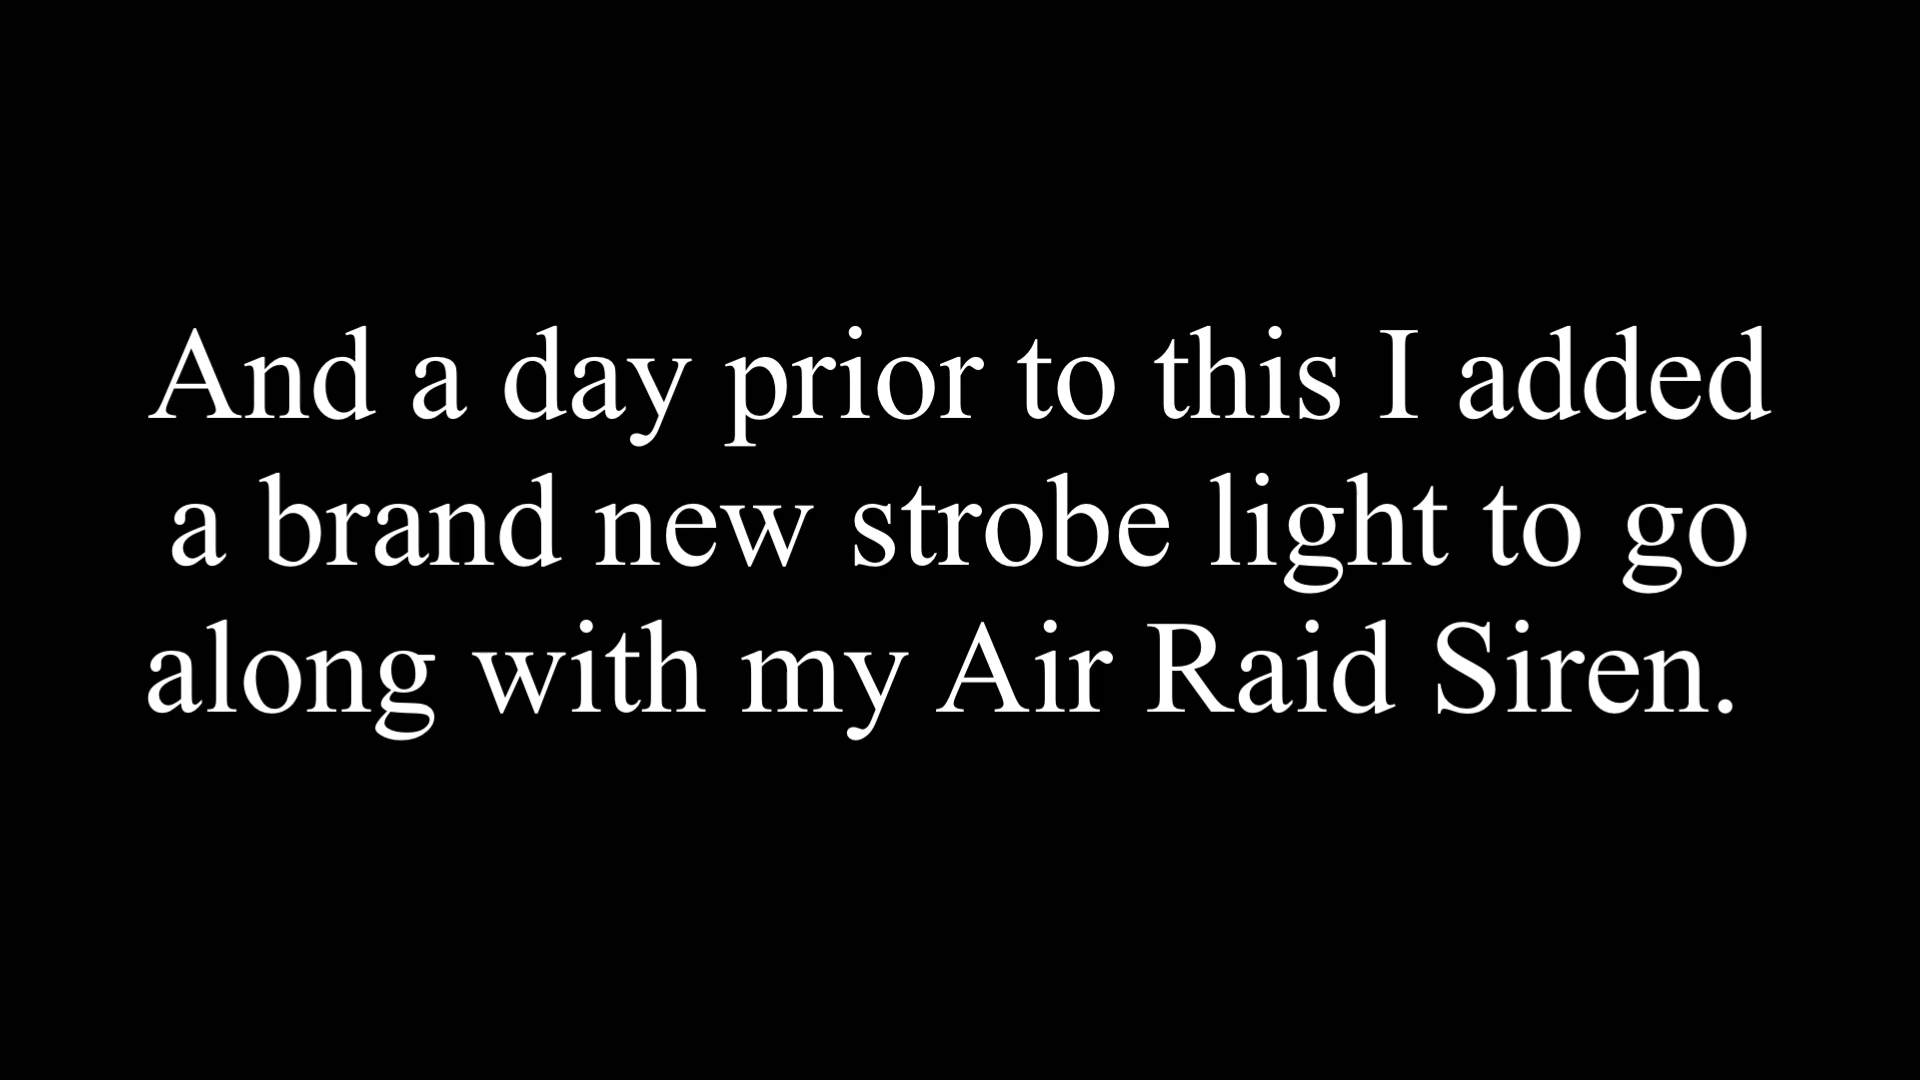 And a day prior to this I added
a brand new strobe light to go
along with my Air Raid Siren.